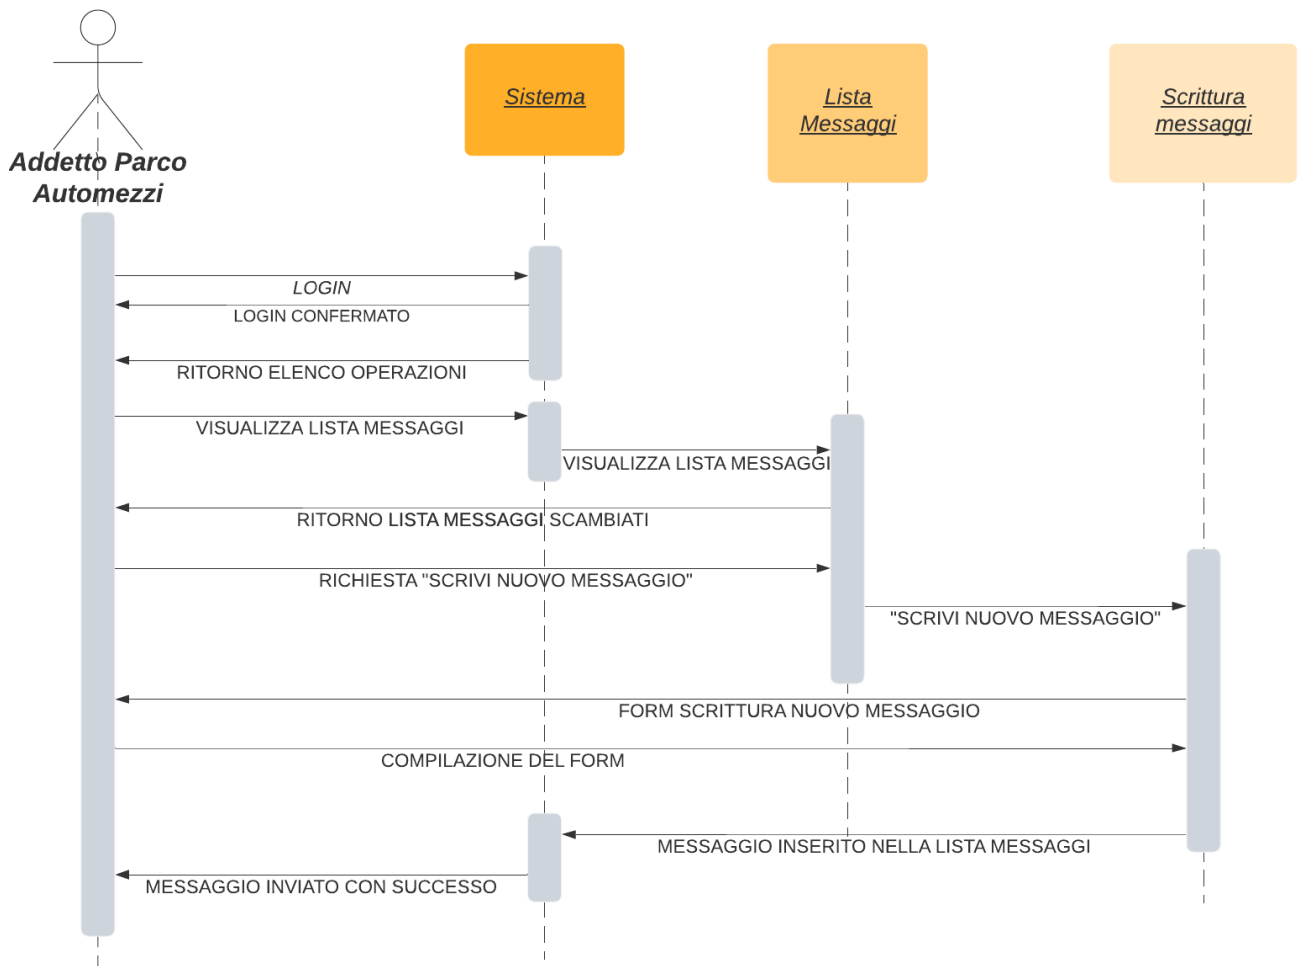 Addetto Parco
Automezzi
Sistema
Lista
Messaggi
Scrittura
messaggi
LOGIN
LOGIN CONFERMATO
RITORNO ELENCO OPERAZIONI
VISUALIZZA LISTA MESSAGGI
VISUALIZZA LISTA MESSAGGI
RITORNO LISTA MESSAGGI SCAMBIATI
RICHIESTA "SCRIVI NUOVO MESSAGGIO"
"SCRIVI NUOVO MESSAGGIO"
FORM SCRITTURA NUOVO MESSAGGIO
COMPILAZIONE DEL FORM
MESSAGGIO INSERITO NELLA LISTA MESSAGGI
MESSAGGIO INVIATO CON SUCCESSO